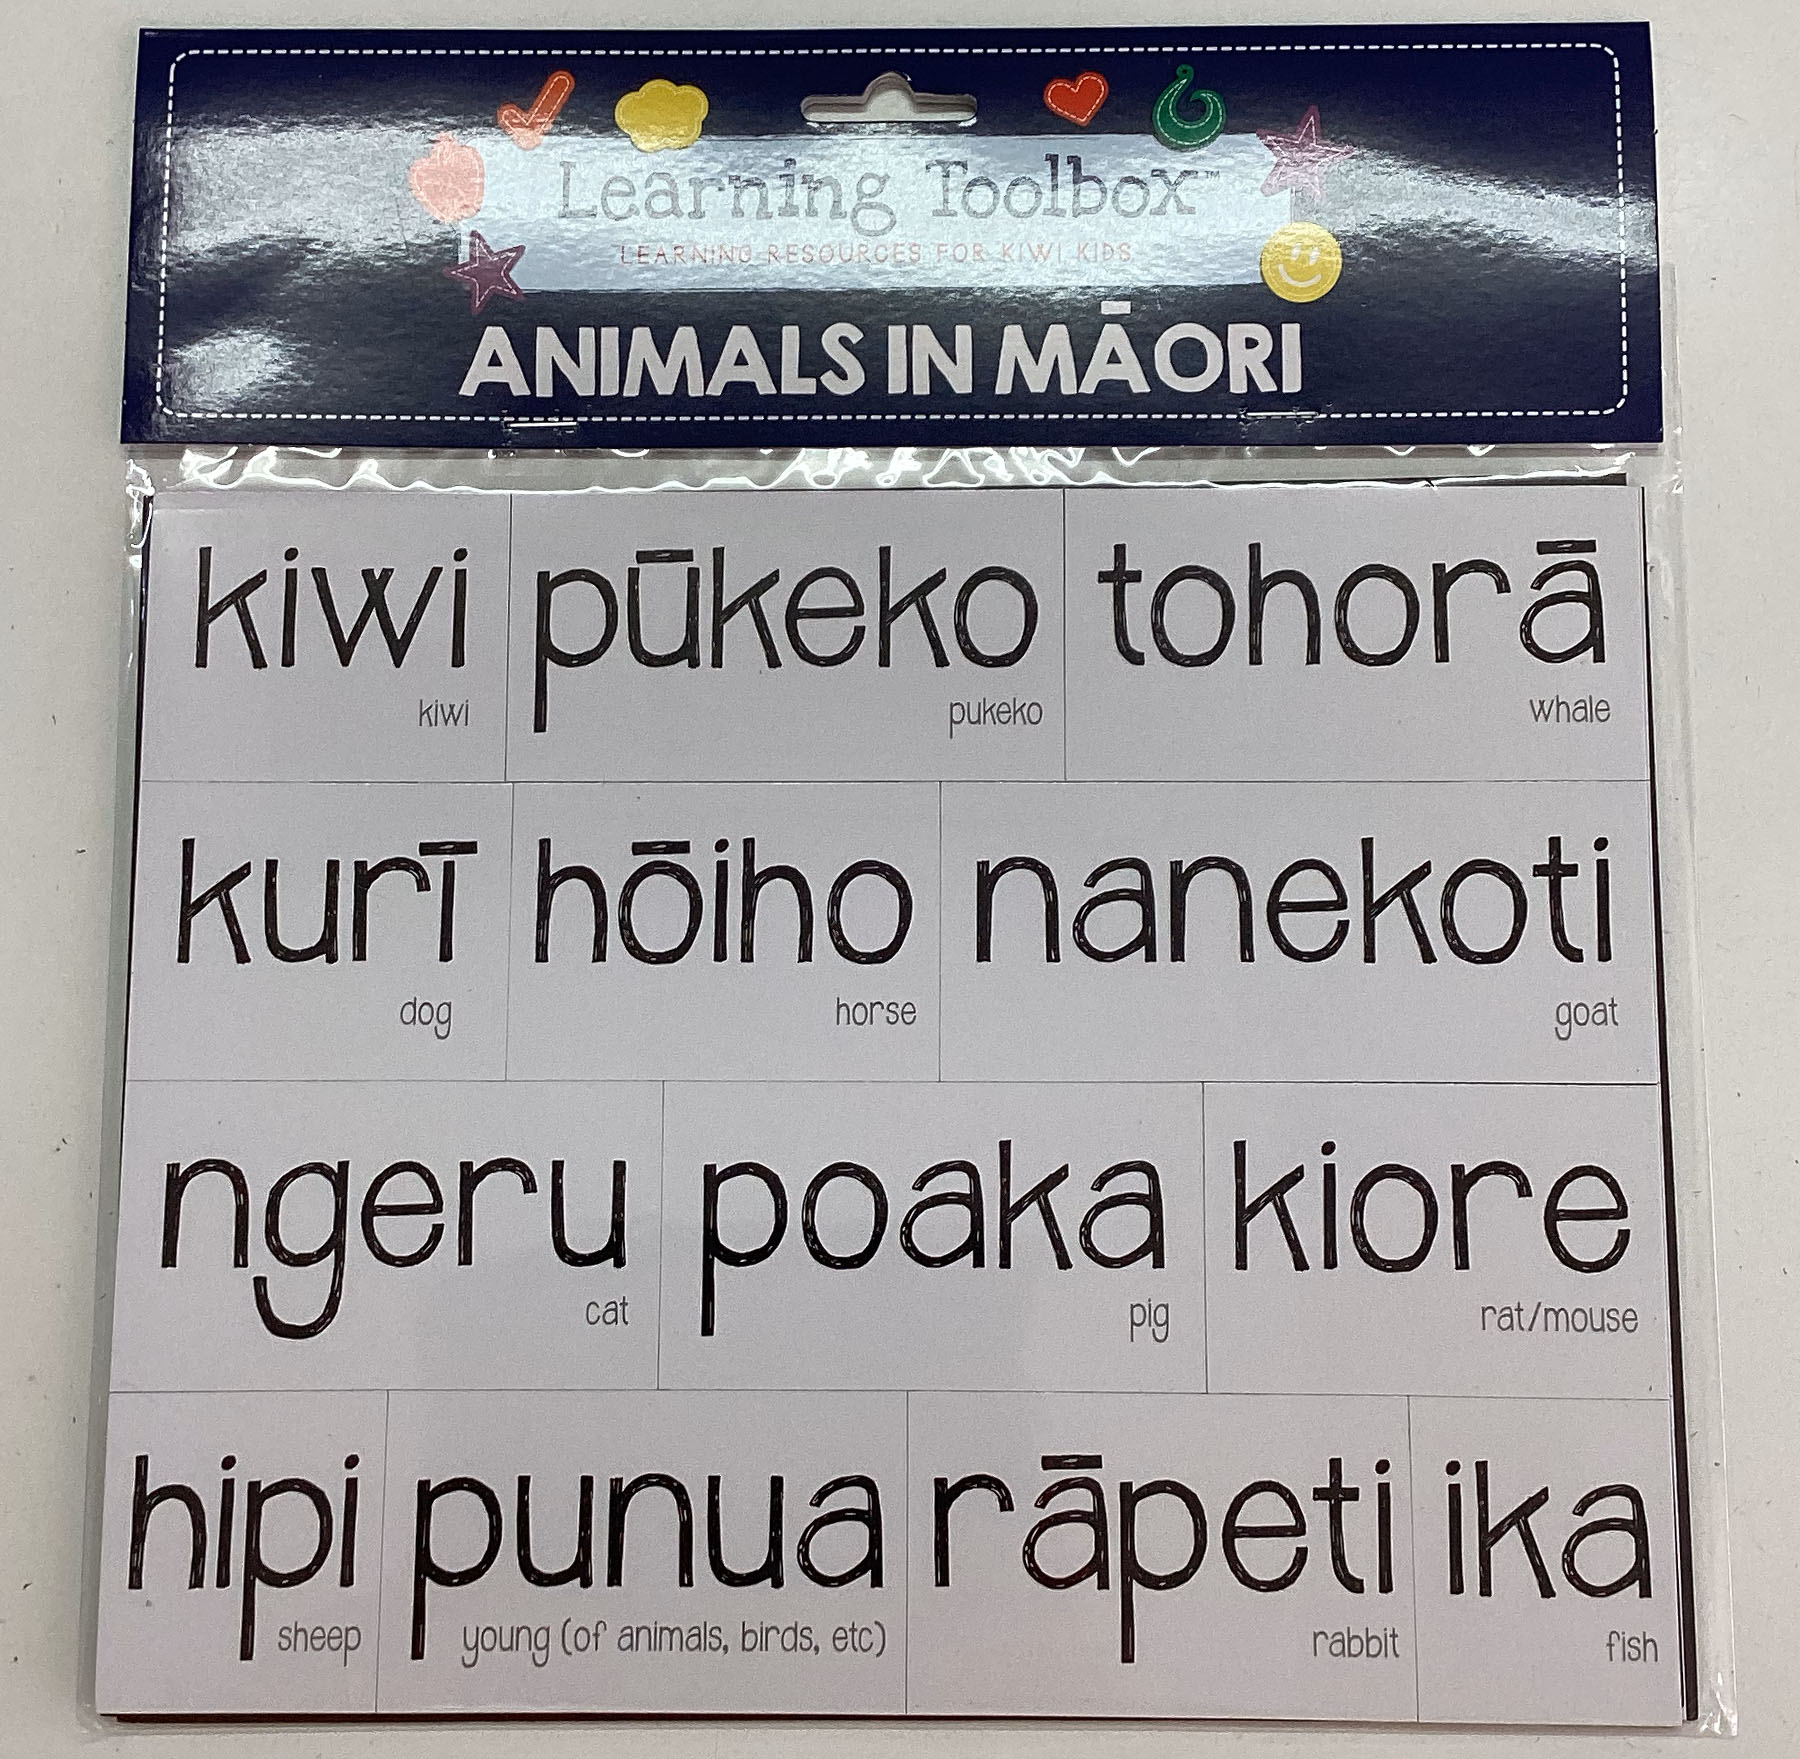 Learning Toolbox™
LEARNING RESOURCES FOR KIWI KIDS
ANIMALS IN MĀORI
kiwi
kiwi
pūkeko
pukeko
tohorā
whale
kurī
dog
hōiho
horse
nanekoti
goat
ngeru
cat
poaka
pig
kiore
rat/mouse
hipi
sheep
punua
young (of animals, birds, etc)
rāpeti
rabbit
ika
fish